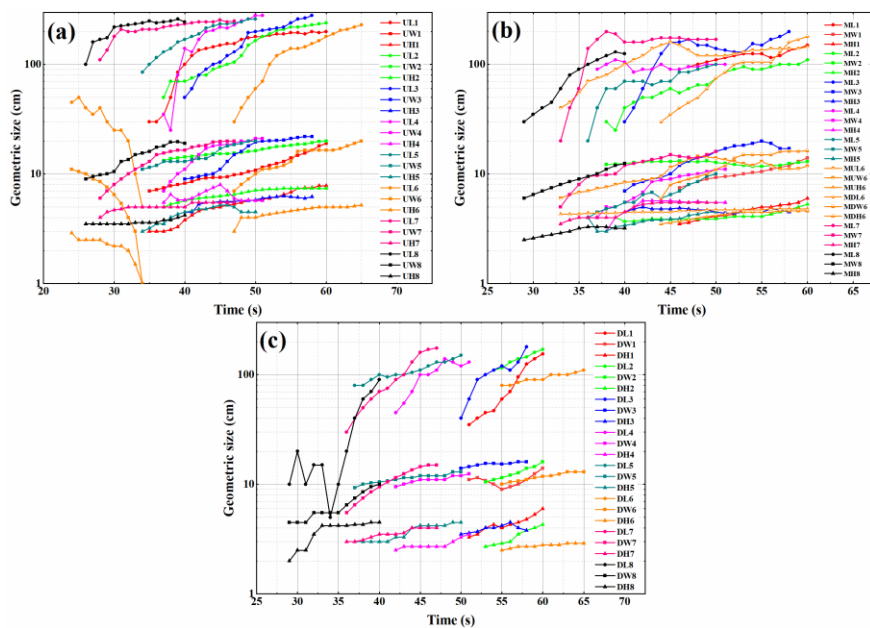 (a)
Geometric size (cm)
100
10
1
20 30 40 50 60 70
Time (s)
UL1
UW1
UH1
UL2
UW2
UH2
UL3
UW3
UH3
UL4
UW4
UH4
UL5
UW5
UH5
UL6
UW6
UH6
UL7
UW7
UH7
UL8
UW8
UH8
(b)
Geometric size (cm)
100
10
1
25 30 35 40 45 50 55 60 65
Time (s)
ML1
MW1
MH1
ML2
MW2
MH2
ML3
MW3
MH3
ML4
MW4
MH4
ML5
MW5
MH5
MUL6
MUW6
MUH6
MDL6
MDW6
MDH6
ML7
MW7
MH7
ML8
MW8
MH8
(c)
Geometric size (cm)
100
10
1
25 30 35 40 45 50 55 60 65 70
Time (s)
DL1
DW1
DH1
DL2
DW2
DH2
DL3
DW3
DH3
DL4
DW4
DH4
DL5
DW5
DH5
DL6
DW6
DH6
DL7
DW7
DH7
DL8
DW8
DH8